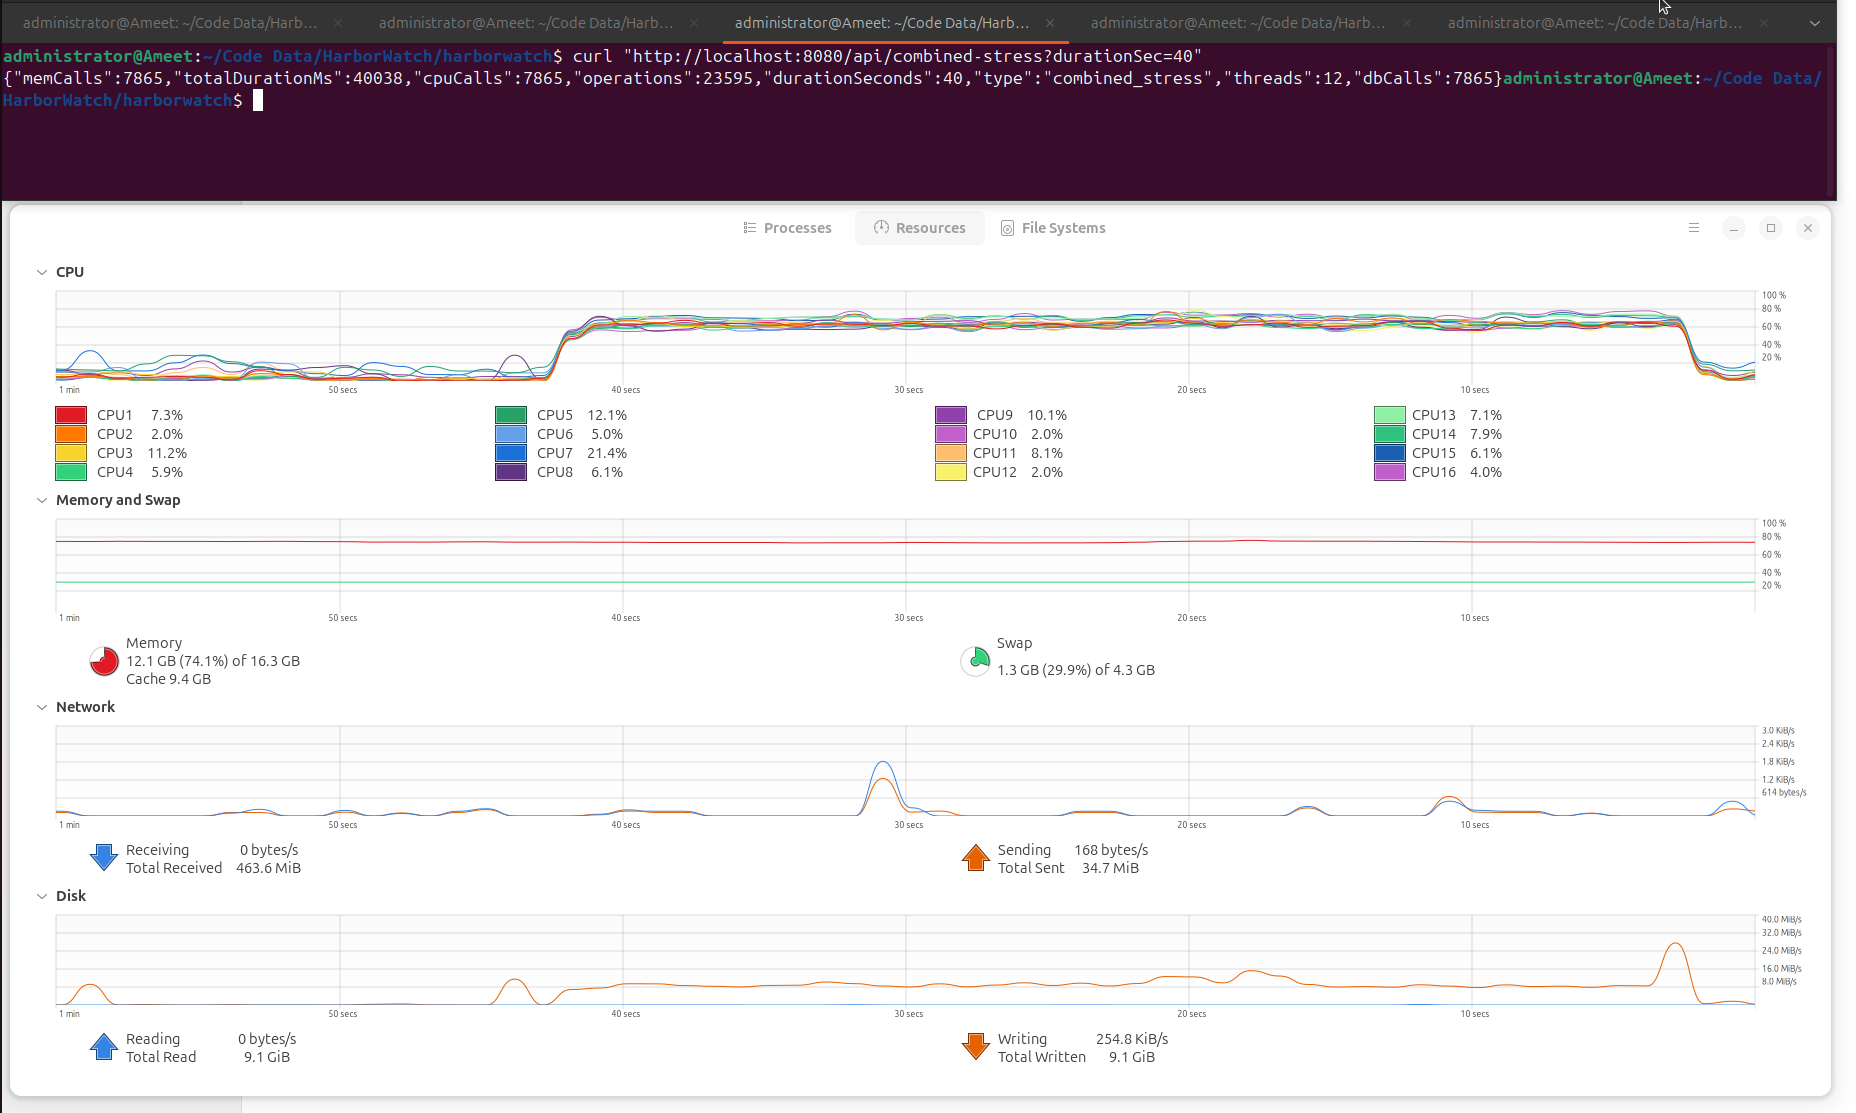 administrator@Ameet: ~/Code Data/Harb... × administrator@Ameet: ~/Code Data/Harb... × administrator@Ameet: ~/Code Data/Harb... × administrator@Ameet: ~/Code Data/Harb... × administrator@Ameet: ~/Code Data/Harb... ×
administrator@Ameet:~/Code Data/HarborWatch/harborwatch$ curl "http://localhost:8080/api/combined-stress?durationSec=40"
{"memCalls":7865,"totalDurationMs":40038,"cpuCalls":7865,"operations":23595,"durationSeconds":40,"type":"combined_stress","threads":12,"dbCalls":7865}administrator@Ameet:~/Code Data/
HarborWatch/harborwatch$
Processes Resources File Systems
CPU
100 %
80 %
60 %
40 %
20 %
1 min 50 secs 40 secs 30 secs 20 secs 10 secs
CPU1 7.3% CPU5 12.1% CPU9 10.1% CPU13 7.1%
CPU2 2.0% CPU6 5.0% CPU10 2.0% CPU14 7.9%
CPU3 11.2% CPU7 21.4% CPU11 8.1% CPU15 6.1%
CPU4 5.9% CPU8 6.1% CPU12 2.0% CPU16 4.0%
Memory and Swap
100 %
80 %
60 %
40 %
20 %
1 min 50 secs 40 secs 30 secs 20 secs 10 secs
Memory Swap
12.1 GB (74.1%) of 16.3 GB 1.3 GB (29.9%) of 4.3 GB
Cache 9.4 GB
Network
3.0 KiB/s
2.4 KiB/s
1.8 KiB/s
1.2 KiB/s
614 bytes/s
1 min 50 secs 40 secs 30 secs 20 secs 10 secs
Receiving 0 bytes/s Sending 168 bytes/s
Total Received 463.6 MiB Total Sent 34.7 MiB
Disk
40.0 MiB/s
32.0 MiB/s
24.0 MiB/s
16.0 MiB/s
8.0 MiB/s
1 min 50 secs 40 secs 30 secs 20 secs 10 secs
Reading 0 bytes/s Writing 254.8 KiB/s
Total Read 9.1 GiB Total Written 9.1 GiB